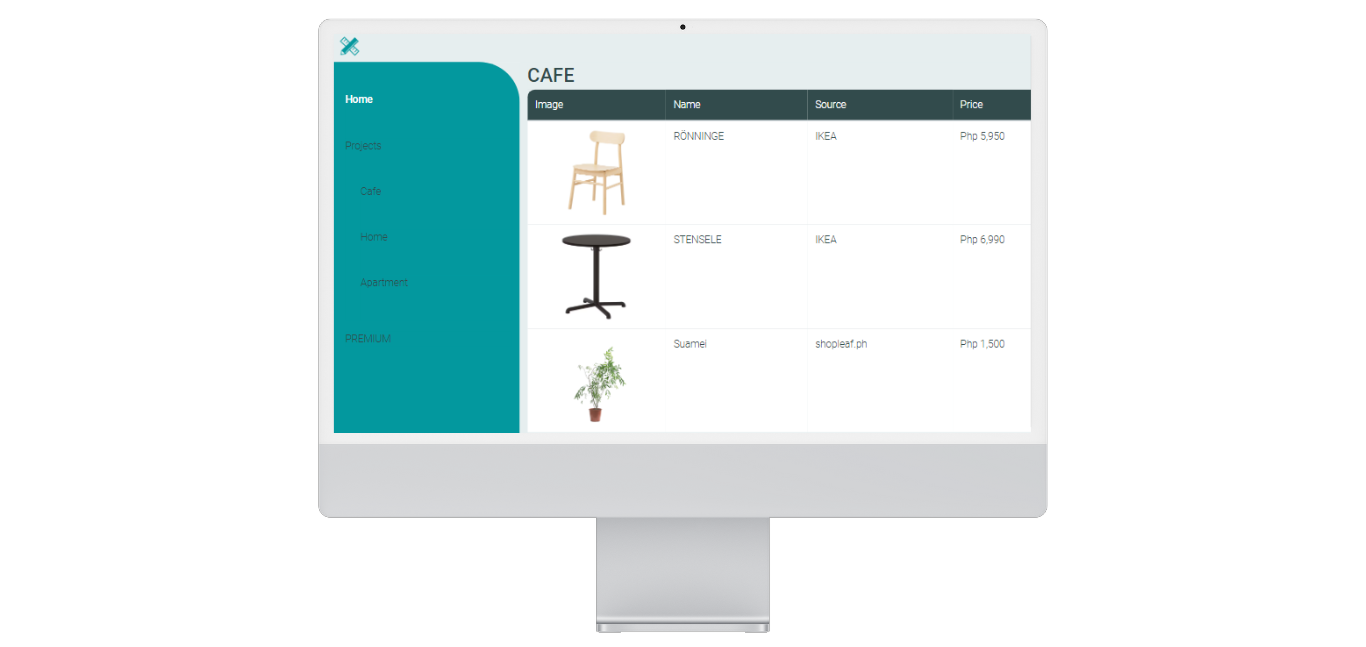 Home
Projects
Cafe
Home
Apartment
PREMIUM
CAFE
Image Name Source Price
RÖNNINGE IKEA Php 5,950
STENSELE IKEA Php 6,990
Suamei shopleaf.ph Php 1,500